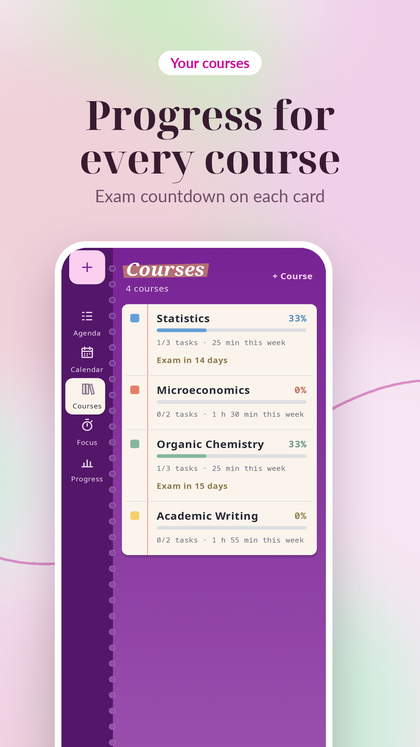 Your courses
Progress for
every course
Exam countdown on each card
+
Courses
+ Course
4 courses
Agenda
Calendar
Courses
Focus
Progress
Statistics 33%
1/3 tasks · 25 min this week
Exam in 14 days
Microeconomics 0%
0/2 tasks · 1 h 30 min this week
Organic Chemistry 33%
1/3 tasks · 25 min this week
Exam in 15 days
Academic Writing 0%
0/2 tasks · 1 h 55 min this week